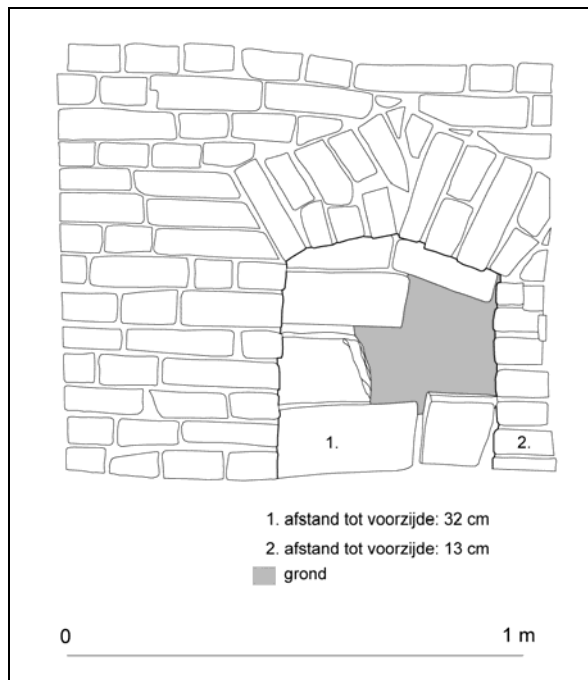 1.
2.
1. afstand tot voorzijde: 32 cm
2. afstand tot voorzijde: 13 cm
grond
0 1 m